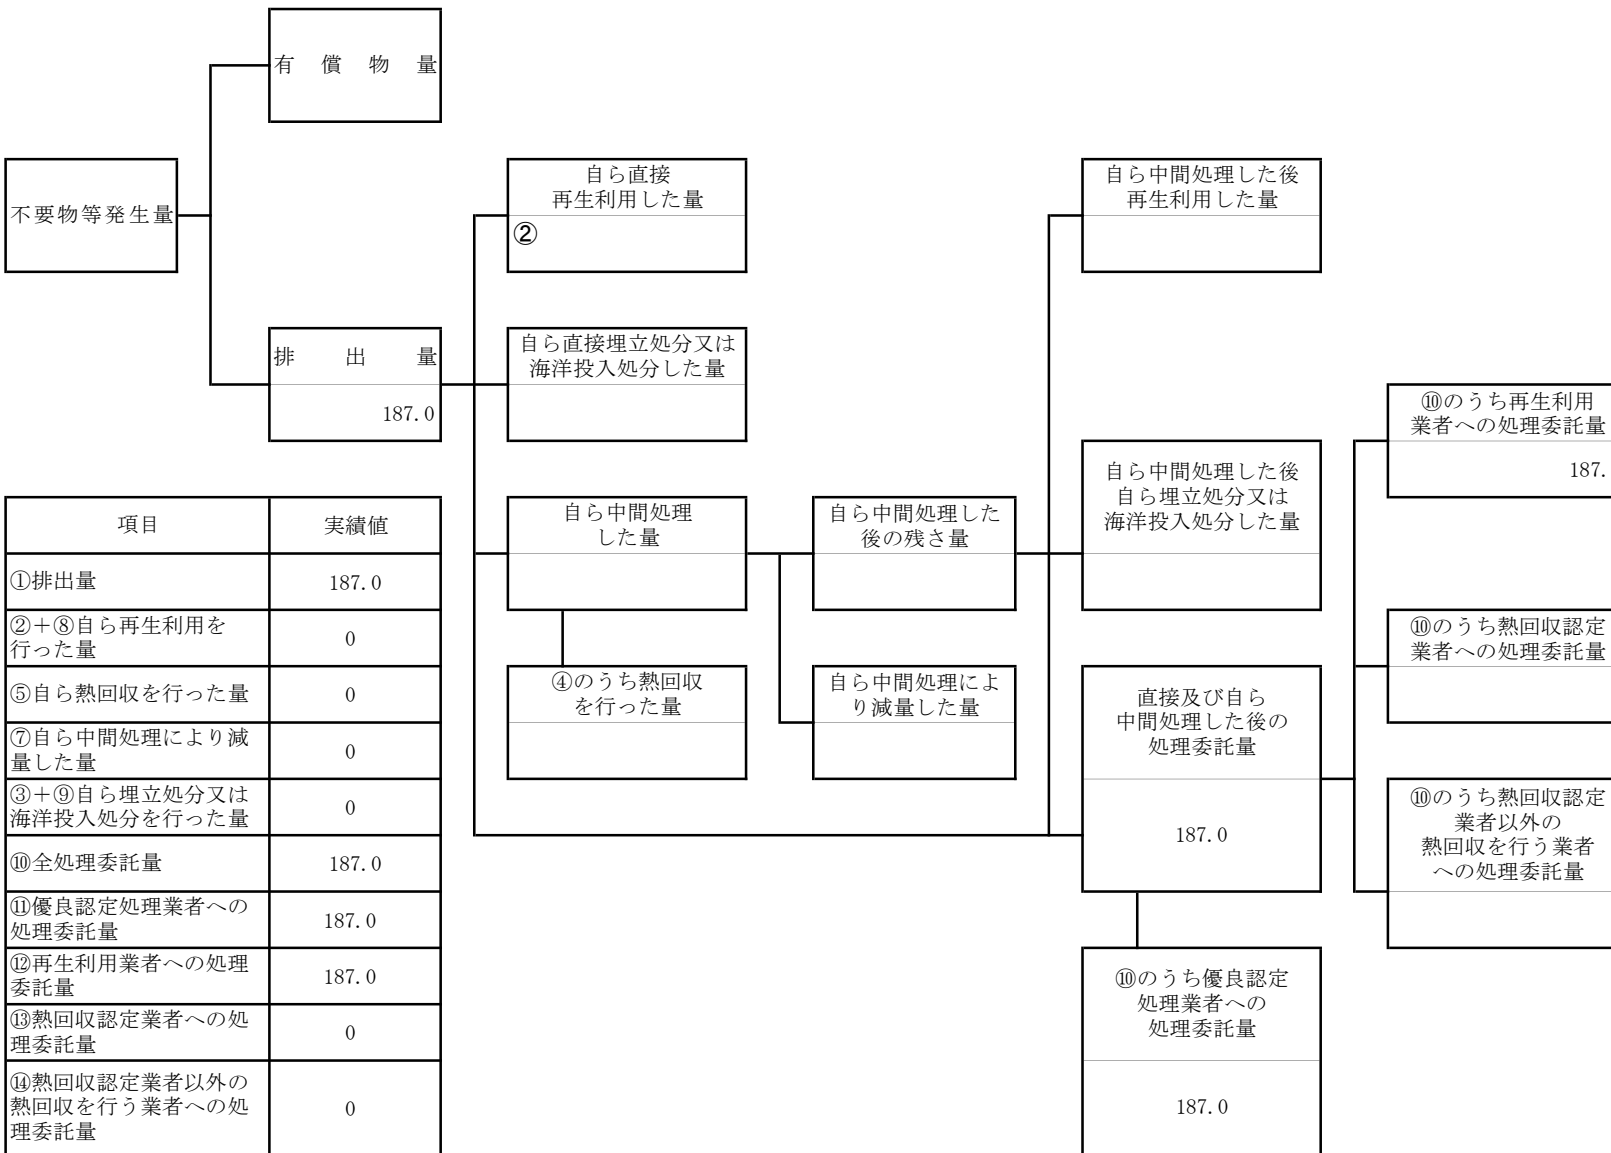 有償物量
不要物等発生量
自ら直接
再生利用した量
②
自ら中間処理した後
再生利用した量
排出量
187.0
自ら直接埋立処分又は
海洋投入処分した量
⑩のうち再生利用
業者への処理委託量
187.
自ら中間処理した後
自ら埋立処分又は
海洋投入処分した量
自ら中間処理
した量
自ら中間処理した
後の残さ量
④のうち熱回収
を行った量
自ら中間処理によ
り減量した量
直接及び自ら
中間処理した後の
処理委託量
187.0
⑩のうち熱回収認定
業者への処理委託量
⑩のうち熱回収認定
業者以外の
熱回収を行う業者
への処理委託量
⑩のうち優良認定
処理業者への
処理委託量
187.0
項目 実績値
①排出量 187.0
②+⑧自ら再生利用を
行った量 0
⑤自ら熱回収を行った量 0
⑦自ら中間処理により減
量した量 0
③+⑨自ら埋立処分又は
海洋投入処分を行った量 0
⑩全処理委託量 187.0
⑪優良認定処理業者への
処理委託量 187.0
⑫再生利用業者への処理
委託量 187.0
⑬熱回収認定業者への処
理委託量 0
⑭熱回収認定業者以外の
熱回収を行う業者への処
理委託量 0